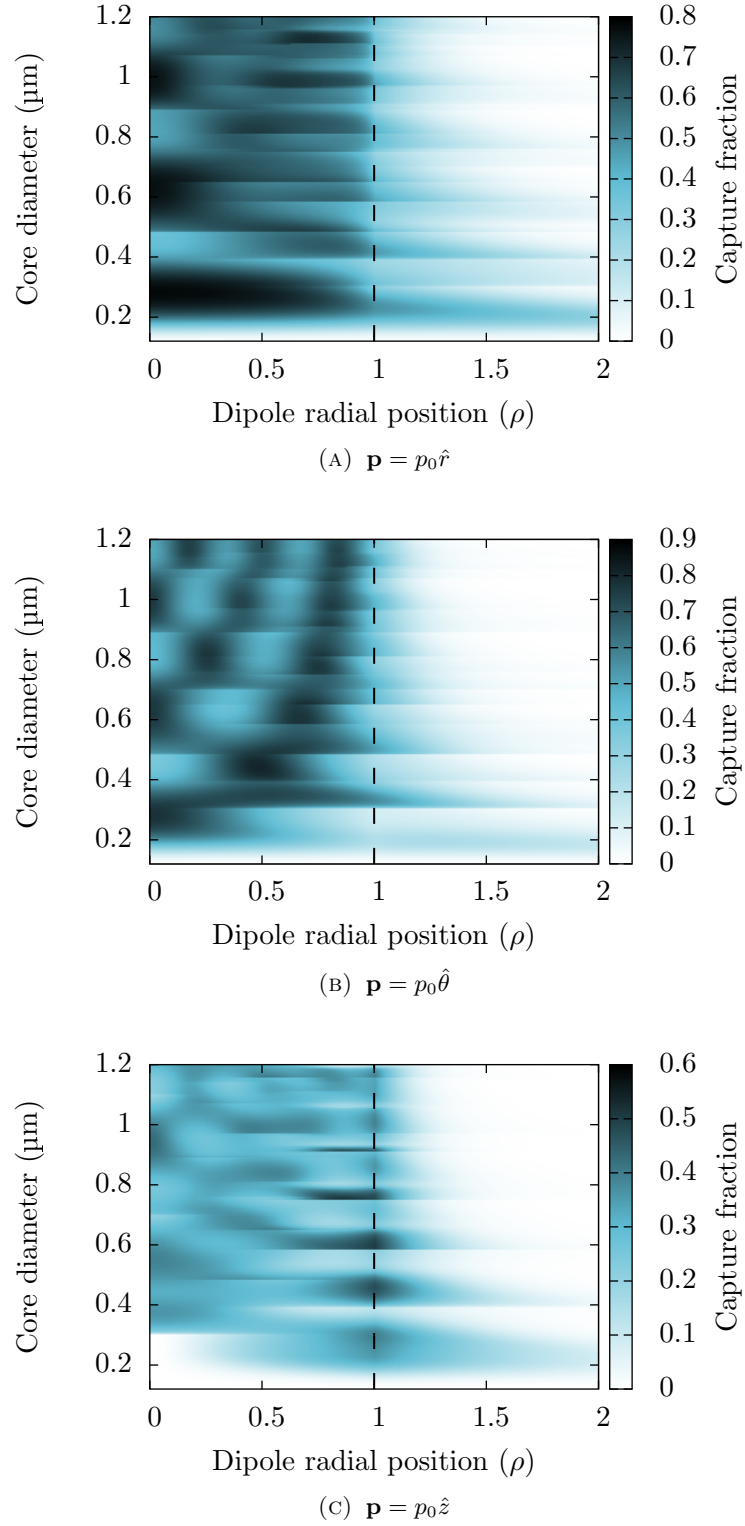 1.2
1
0.8
0.6
0.4
0.2
Core diameter (µm)
0 0.5 1 1.5 2
Dipole radial position (ρ)
0.8
0.7
0.6
0.5
0.4
0.3
0.2
0.1
0
Capture fraction
(A) p = p₀r̂
1.2
1
0.8
0.6
0.4
0.2
Core diameter (µm)
0 0.5 1 1.5 2
Dipole radial position (ρ)
0.9
0.8
0.7
0.6
0.5
0.4
0.3
0.2
0.1
0
Capture fraction
(B) p = p₀θ̂
1.2
1
0.8
0.6
0.4
0.2
Core diameter (µm)
0 0.5 1 1.5 2
Dipole radial position (ρ)
0.6
0.5
0.4
0.3
0.2
0.1
0
Capture fraction
(C) p = p₀ẑ